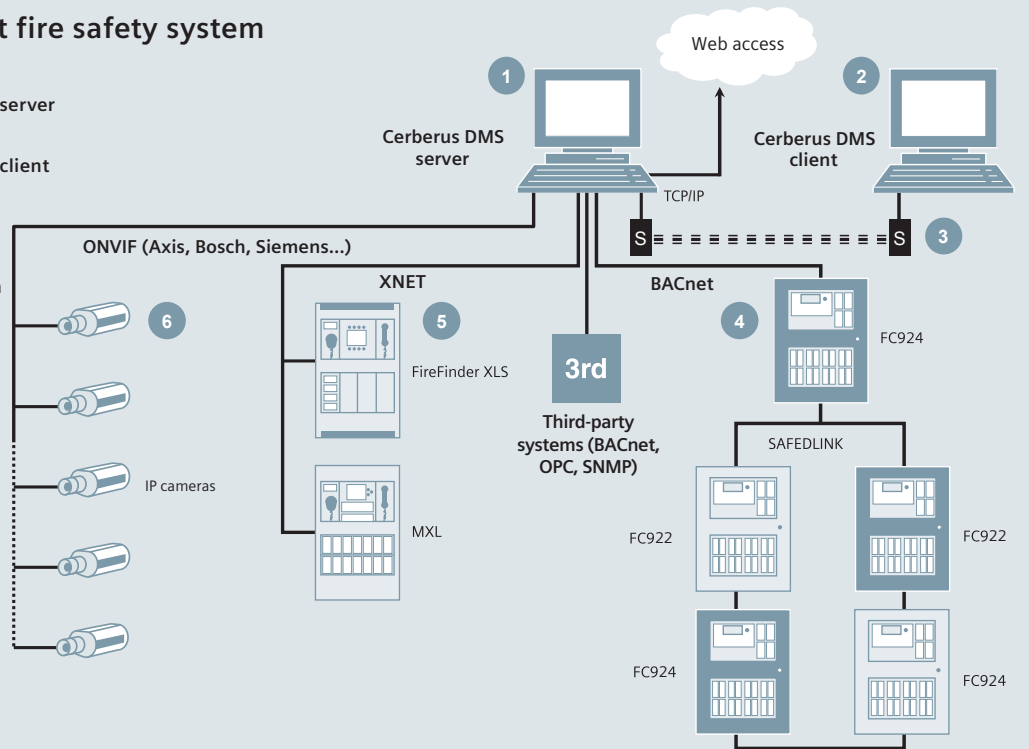 t fire safety system
server
client
Web access
1
2
Cerberus DMS
server
Cerberus DMS
client
TCP/IP
S
S
3
ONVIF (Axis, Bosch, Siemens...)
XNET
BACnet
6
5
4
FC924
FireFinder XLS
3rd
Third-party
systems (BACnet,
OPC, SNMP)
SAFEDLINK
IP cameras
MXL
FC922
FC922
FC924
FC924